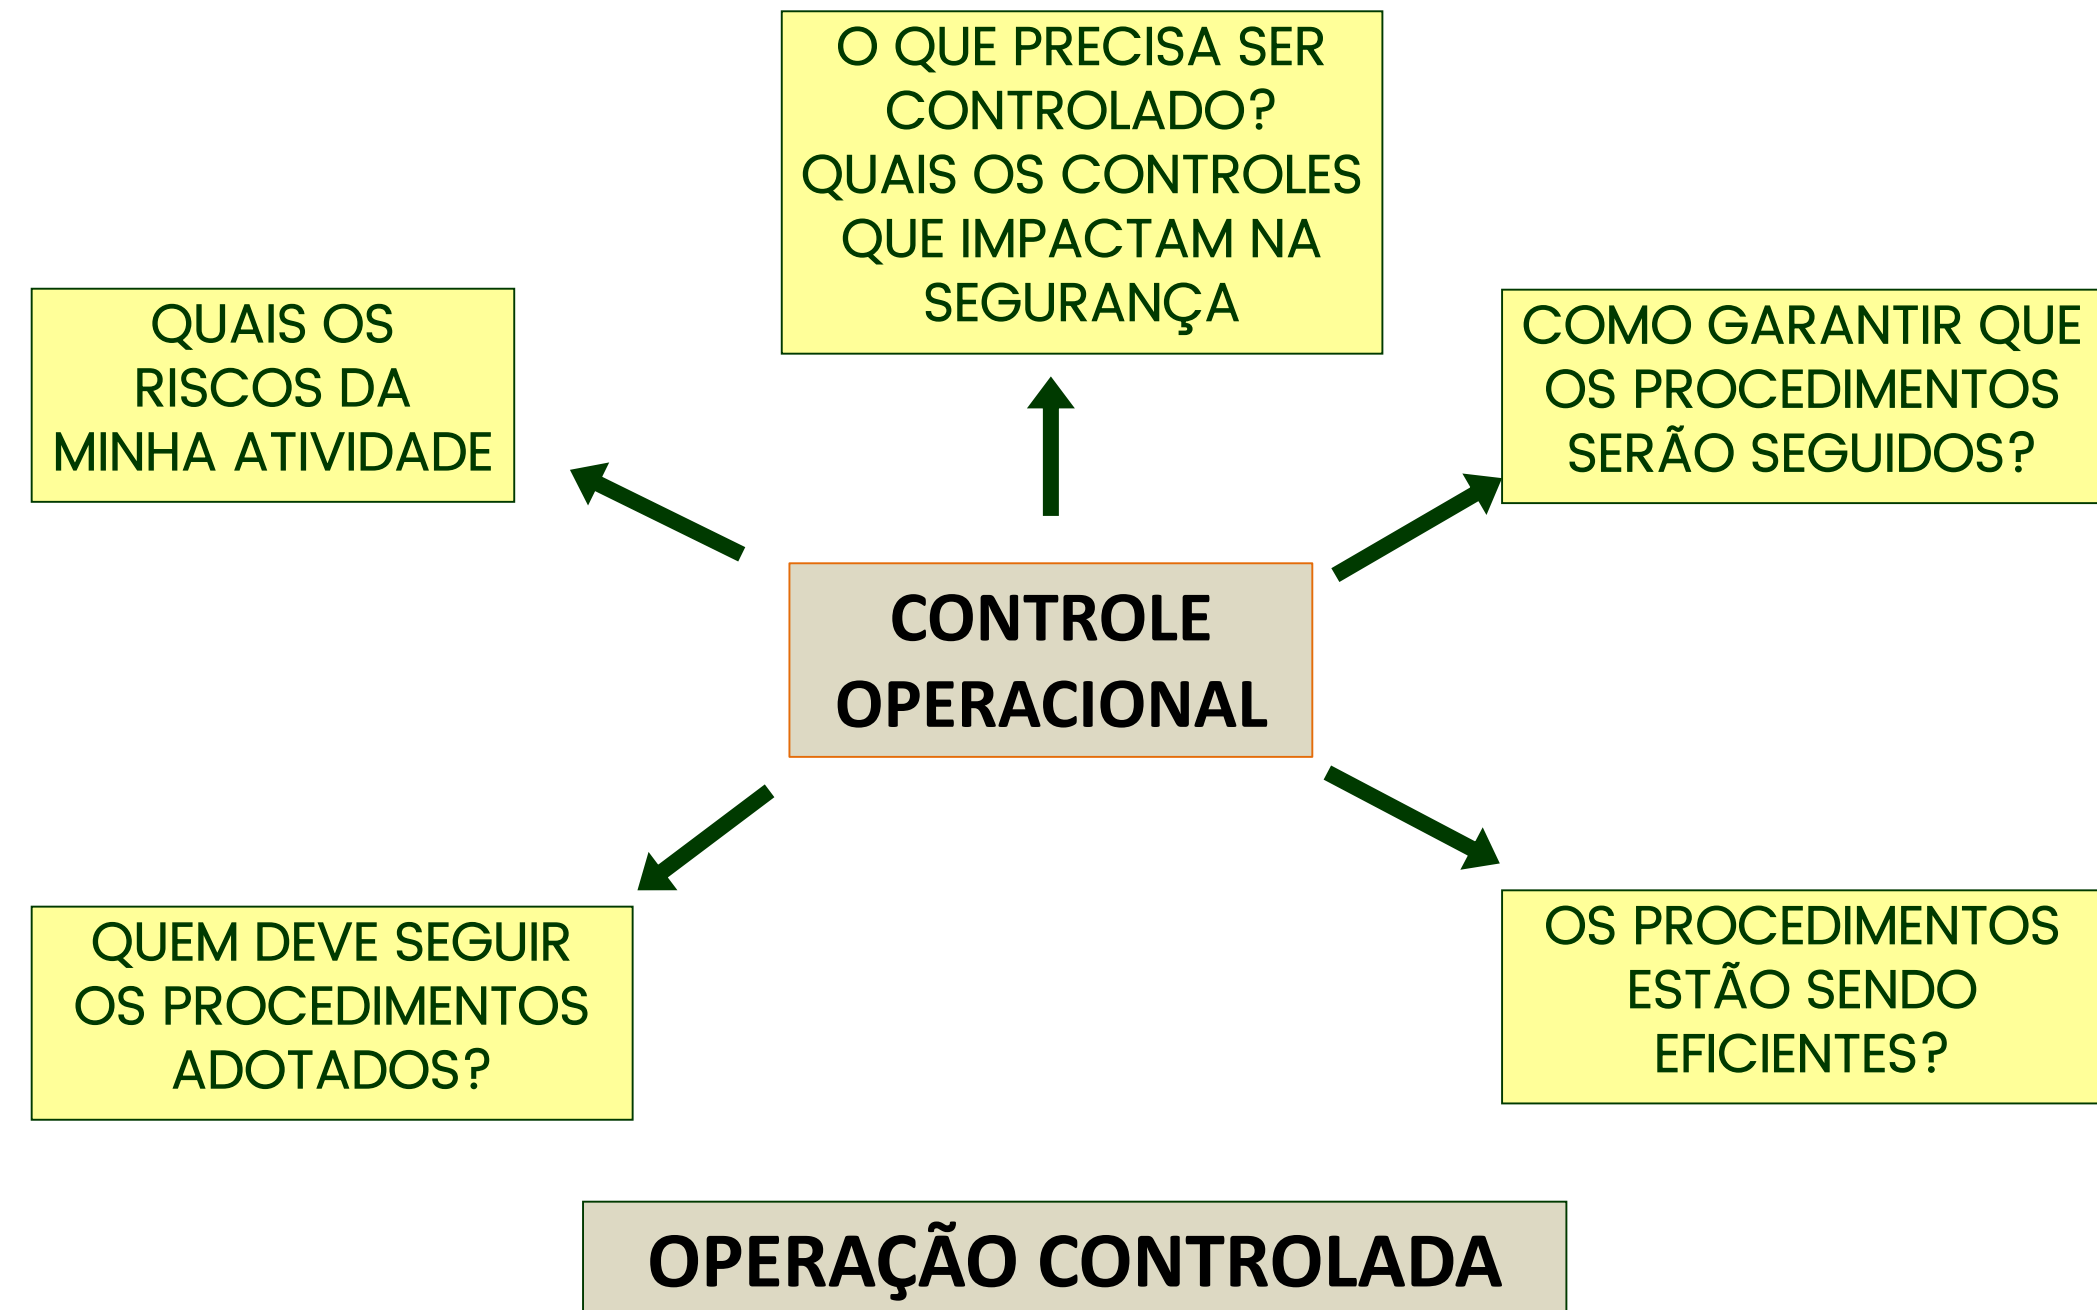 O QUE PRECISA SER
CONTROLADO?
QUAIS OS CONTROLES
QUE IMPACTAM NA
SEGURANÇA
QUAIS OS
RISCOS DA
MINHA ATIVIDADE
COMO GARANTIR QUE
OS PROCEDIMENTOS
SERÃO SEGUIDOS?
CONTROLE
OPERACIONAL
QUEM DEVE SEGUIR
OS PROCEDIMENTOS
ADOTADOS?
OS PROCEDIMENTOS
ESTÃO SENDO
EFICIENTES?
OPERAÇÃO CONTROLADA